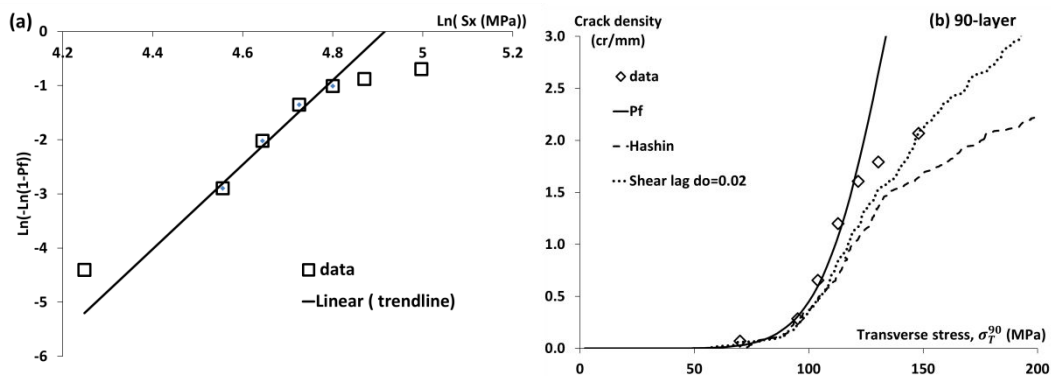 (a)
Ln( Sx (MPa))
4.2 4.4 4.6 4.8 5 5.2
0
-1
-2
-3
-4
-5
-6
Ln(-Ln(1-Pf))
data
Linear ( trendline)
Crack density
(cr/mm)
(b) 90-layer
3.0
2.5
2.0
1.5
1.0
0.5
0.0
data
Pf
Hashin
Shear lag do=0.02
Transverse stress, σ_T^90 (MPa)
0 50 100 150 200